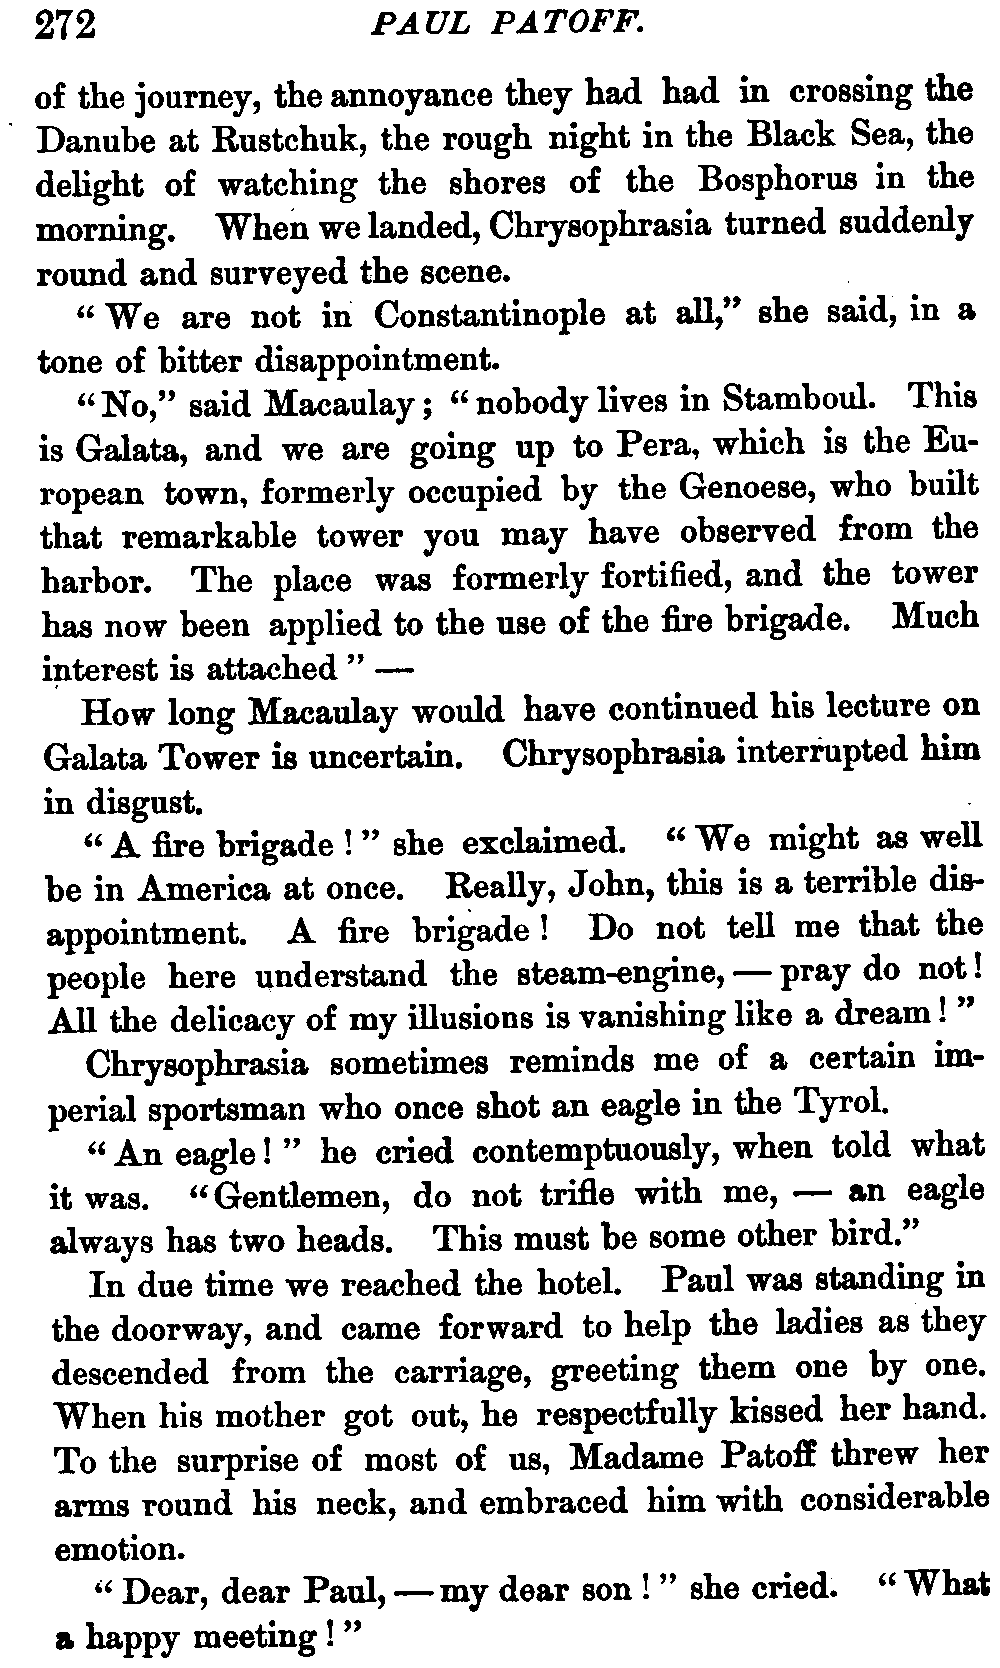 272 PAUL PATOFF.
of the journey, the annoyance they had had in crossing the
Danube at Rustchuk, the rough night in the Black Sea, the
delight of watching the shores of the Bosphorus in the
morning. When we landed, Chrysophrasia turned suddenly
round and surveyed the scene.
“We are not in Constantinople at all,” she said, in a
tone of bitter disappointment.
“No,” said Macaulay; “nobody lives in Stamboul. This
is Galata, and we are going up to Pera, which is the Eu-
ropean town, formerly occupied by the Genoese, who built
that remarkable tower you may have observed from the
harbor. The place was formerly fortified, and the tower
has now been applied to the use of the fire brigade. Much
interest is attached” —
How long Macaulay would have continued his lecture on
Galata Tower is uncertain. Chrysophrasia interrupted him
in disgust.
“A fire brigade!” she exclaimed. “We might as well
be in America at once. Really, John, this is a terrible dis-
appointment. A fire brigade! Do not tell me that the
people here understand the steam-engine, — pray do not!
All the delicacy of my illusions is vanishing like a dream!”
Chrysophrasia sometimes reminds me of a certain im-
perial sportsman who once shot an eagle in the Tyrol.
“An eagle!” he cried contemptuously, when told what
it was. “Gentlemen, do not trifle with me, — an eagle
always has two heads. This must be some other bird.”
In due time we reached the hotel. Paul was standing in
the doorway, and came forward to help the ladies as they
descended from the carriage, greeting them one by one.
When his mother got out, he respectfully kissed her hand.
To the surprise of most of us, Madame Patoff threw her
arms round his neck, and embraced him with considerable
emotion.
“Dear, dear Paul, — my dear son!” she cried. “What
a happy meeting!”